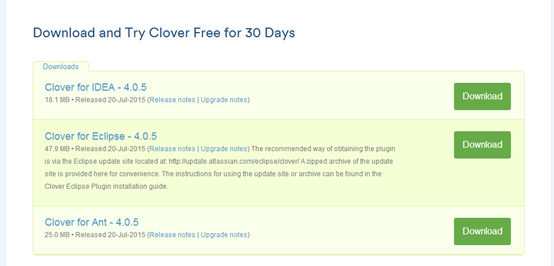 Download and Try Clover Free for 30 Days
Downloads
Clover for IDEA - 4.0.5
18.1 MB • Released 20-Jul-2015 (Release notes | Upgrade notes)
Download
Clover for Eclipse - 4.0.5
47.9 MB • Released 20-Jul-2015 (Release notes | Upgrade notes) The recommended way of obtaining the plugin
is via the Eclipse update site located at: http://update.atlassian.com/eclipse/clover/ A zipped archive of the update
site is provided here for convenience. The instructions for using the update site or archive can be found in the
Clover Eclipse Plugin installation guide.
Download
Clover for Ant - 4.0.5
25.0 MB • Released 20-Jul-2015 (Release notes | Upgrade notes)
Download